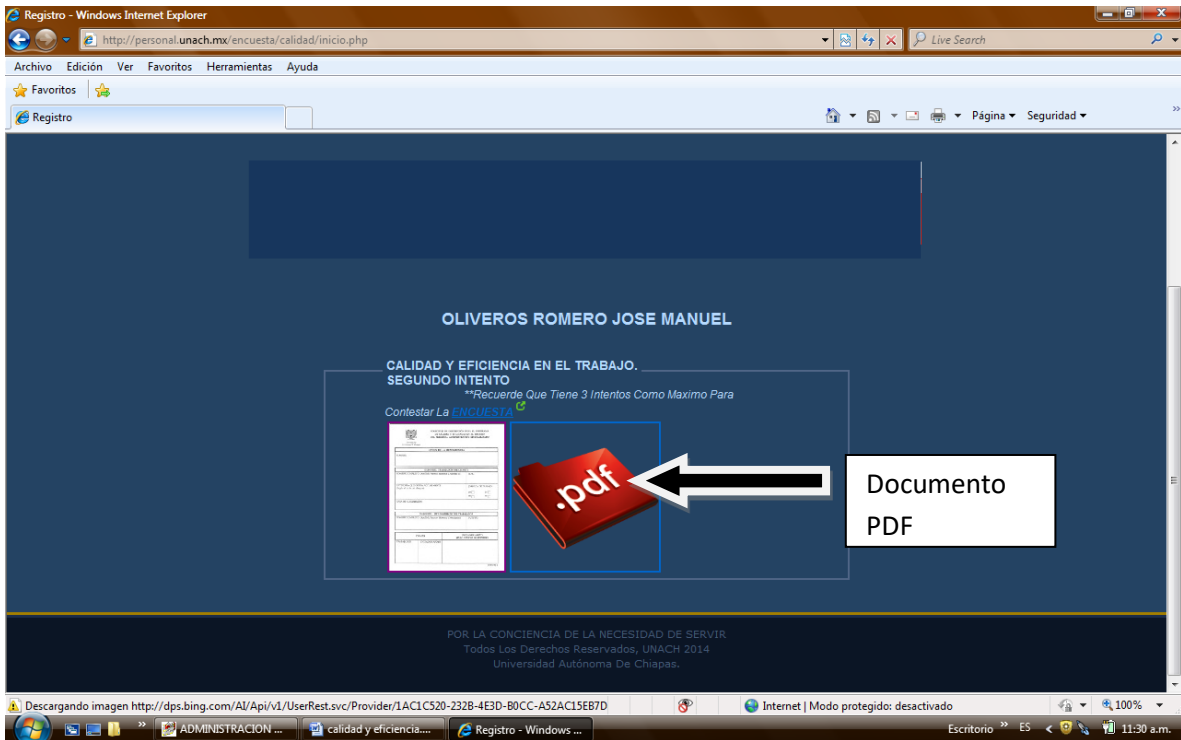 Registro - Windows Internet Explorer
http://personal.unach.mx/encuesta/calidad/inicio.php
Live Search
Archivo Edición Ver Favoritos Herramientas Ayuda
Favoritos
Registro
Página Seguridad
OLIVEROS ROMERO JOSE MANUEL
CALIDAD Y EFICIENCIA EN EL TRABAJO.
SEGUNDO INTENTO
**Recuerde Que Tiene 3 Intentos Como Maximo Para
Contestar La ENCUESTA
.pdf
Documento
PDF
POR LA CONCIENCIA DE LA NECESIDAD DE SERVIR
Todos Los Derechos Reservados, UNACH 2014
Universidad Autónoma De Chiapas.
Descargando imagen http://dps.bing.com/AI/Api/v1/UserRest.svc/Provider/1AC1C520-232B-4E3D-B0CC-A52AC15EB7D
Internet | Modo protegido: desactivado
100%
ADMINISTRACION ...
calidad y eficiencia....
Registro - Windows ...
Escritorio
ES
11:30 a.m.